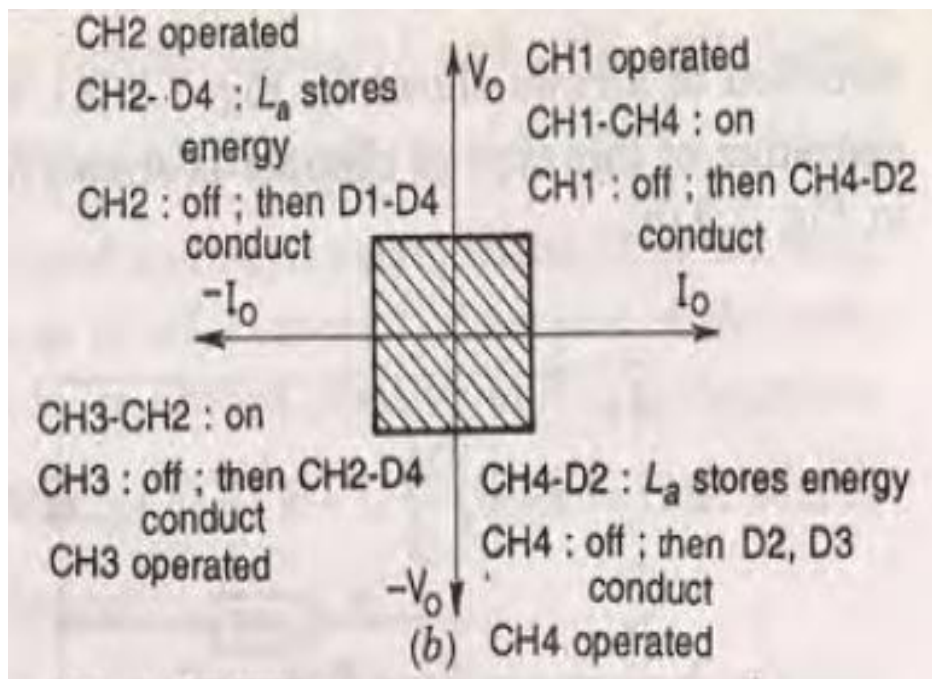 CH2 operated
CH2- D4 : La stores
energy
CH2 : off ; then D1-D4
conduct
Vo
CH1 operated
CH1-CH4 : on
CH1 : off ; then CH4-D2
conduct
-Io
Io
CH3-CH2 : on
CH3 : off ; then CH2-D4
conduct
CH3 operated
CH4-D2 : La stores energy
CH4 : off ; then D2, D3
conduct
CH4 operated
-Vo
(b)